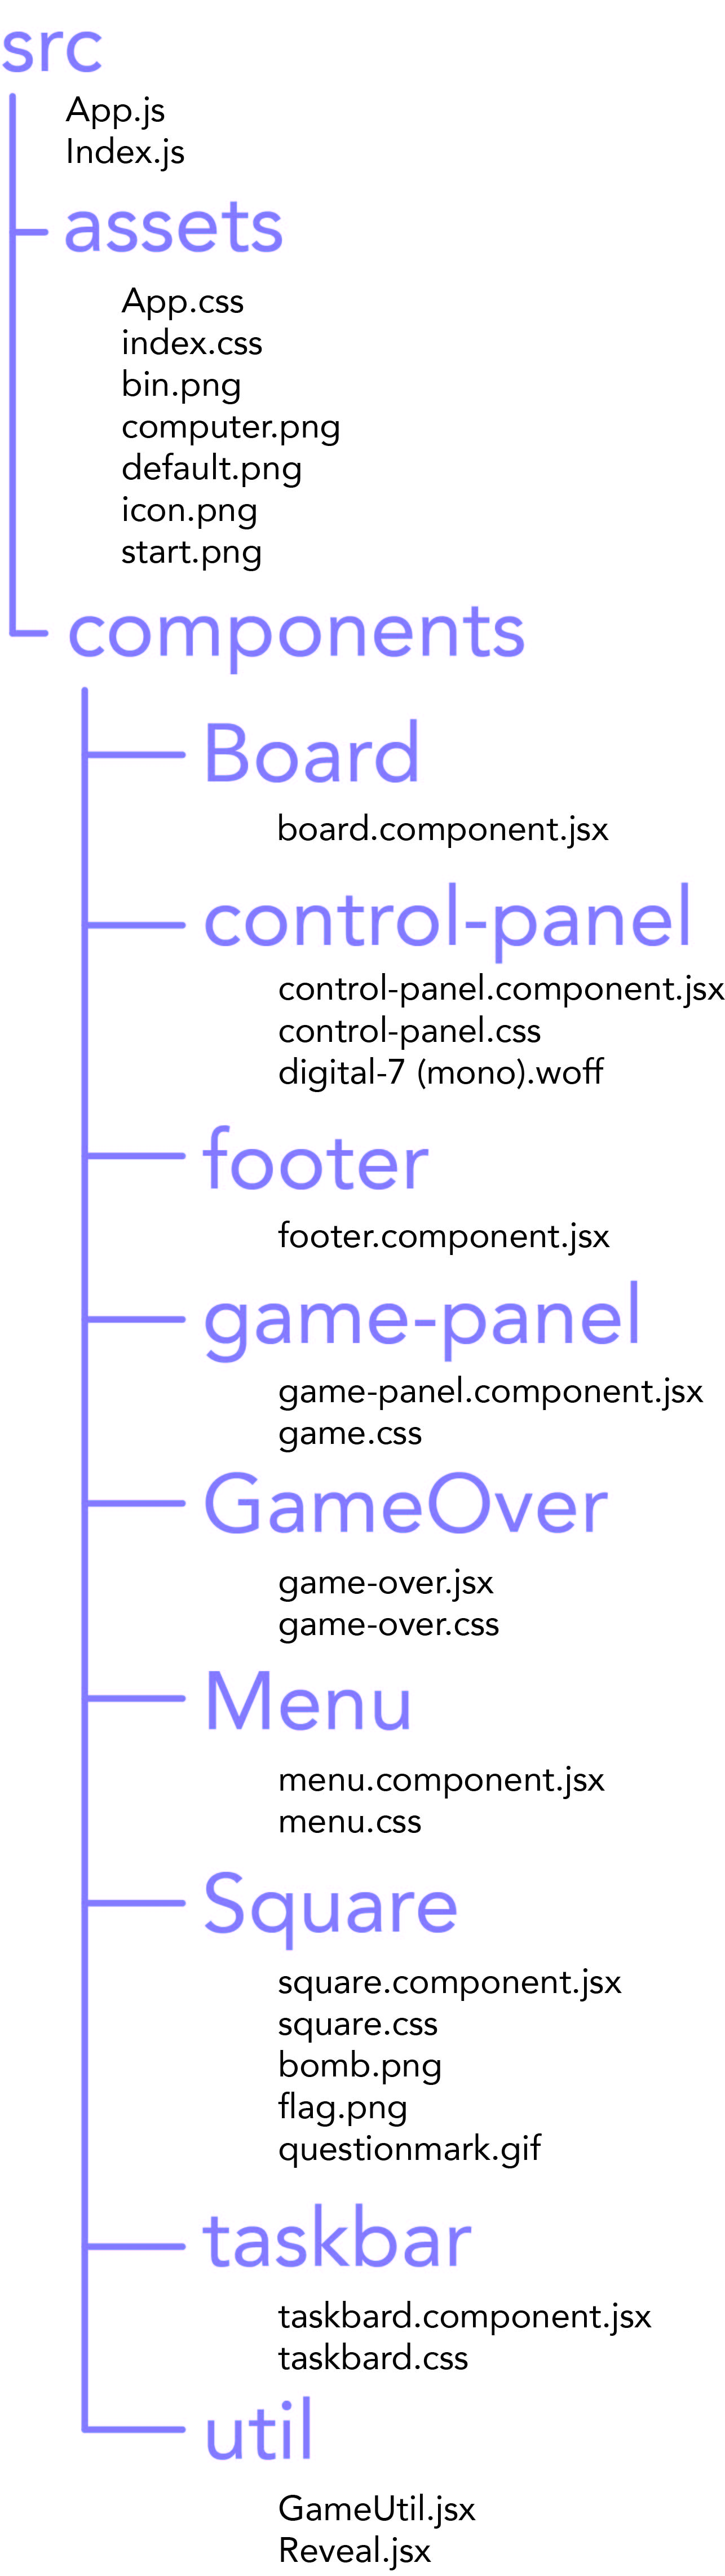 src
App.js
Index.js
assets
App.css
index.css
bin.png
computer.png
default.png
icon.png
start.png
components
Board
board.component.jsx
control-panel
control-panel.component.jsx
control-panel.css
digital-7 (mono).woff
footer
footer.component.jsx
game-panel
game-panel.component.jsx
game.css
GameOver
game-over.jsx
game-over.css
Menu
menu.component.jsx
menu.css
Square
square.component.jsx
square.css
bomb.png
flag.png
questionmark.gif
taskbar
taskbard.component.jsx
taskbard.css
util
GameUtil.jsx
Reveal.jsx